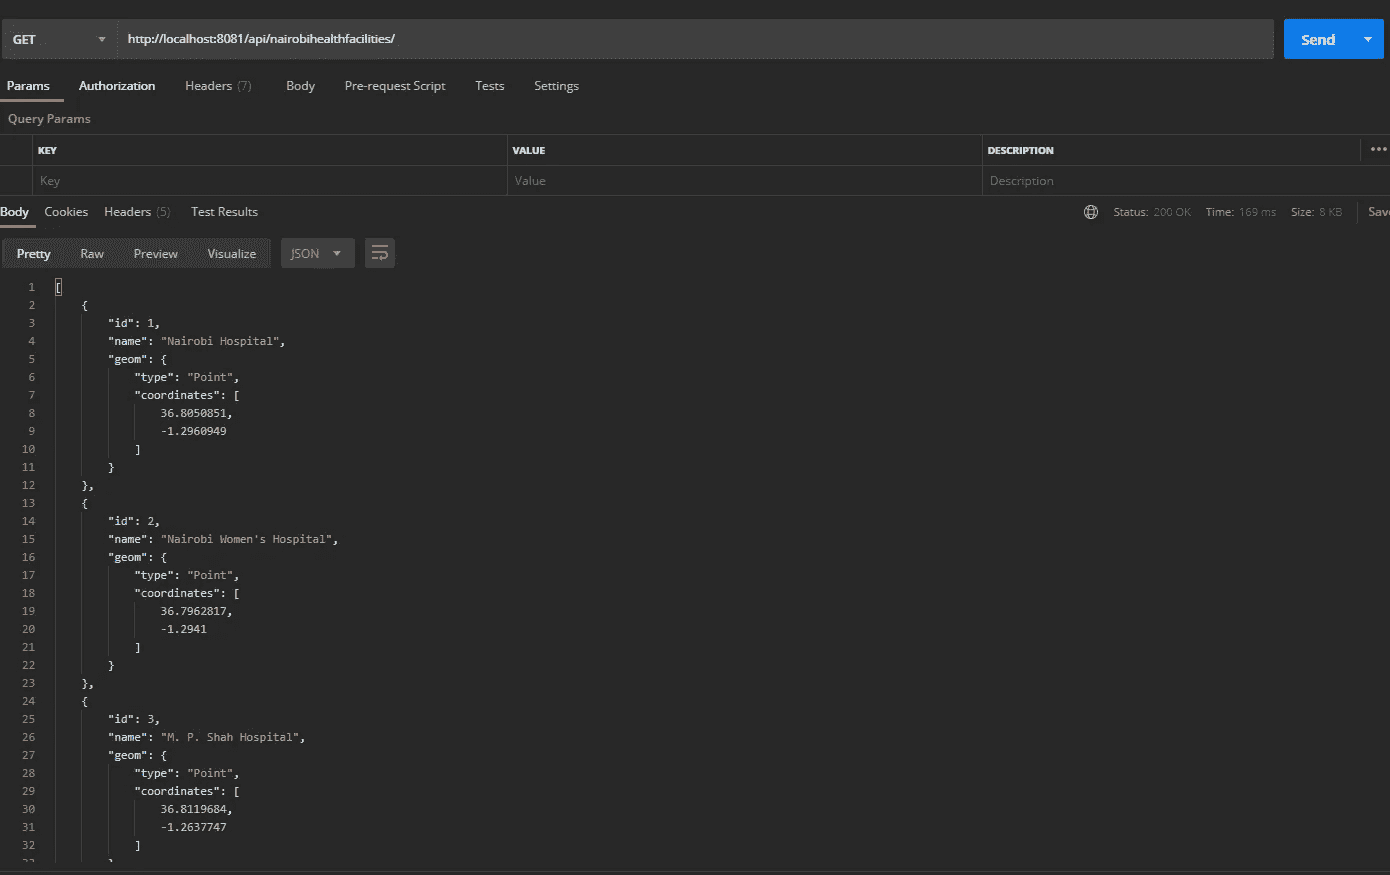 GET http://localhost:8081/api/nairobihealthfacilities/ Send
Params Authorization Headers (7) Body Pre-request Script Tests Settings
Query Params
KEY VALUE DESCRIPTION •••
Key Value Description
Body Cookies Headers (5) Test Results Status: 200 OK Time: 169 ms Size: 8 KB Save
Pretty Raw Preview Visualize JSON
1 [
2 {
3 "id": 1,
4 "name": "Nairobi Hospital",
5 "geom": {
6 "type": "Point",
7 "coordinates": [
8 36.8050851,
9 -1.2960949
10 ]
11 }
12 },
13 {
14 "id": 2,
15 "name": "Nairobi Women's Hospital",
16 "geom": {
17 "type": "Point",
18 "coordinates": [
19 36.7962817,
20 -1.2941
21 ]
22 }
23 },
24 {
25 "id": 3,
26 "name": "M. P. Shah Hospital",
27 "geom": {
28 "type": "Point",
29 "coordinates": [
30 36.8119684,
31 -1.2637747
32 ]